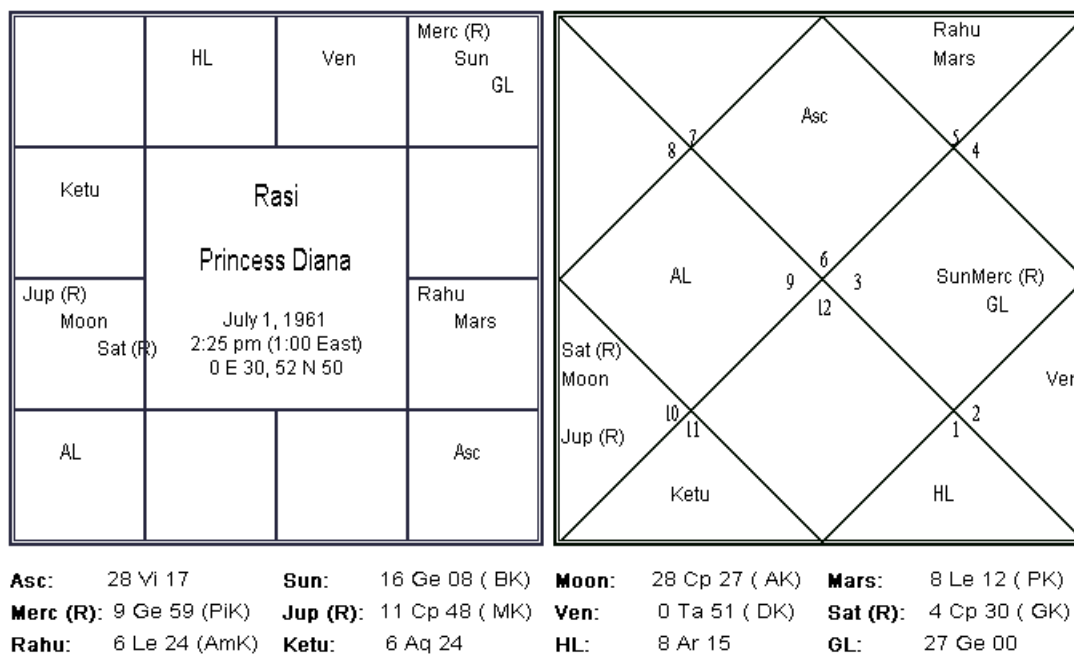 HL
Ven
Merc (R)
Sun
GL
Ketu
Rasi
Princess Diana
July 1, 1961
2:25 pm (1:00 East)
0 E 30, 52 N 50
Jup (R)
Moon
Sat (R)
Rahu
Mars
AL
Asc
Rahu
Mars
Asc
7
8
5
4
AL
6
9
3
12
SunMerc (R)
GL
Sat (R)
Moon
Jup (R)
Ven
10
11
2
1
Ketu
HL
Asc: 28 Vi 17 Sun: 16 Ge 08 ( BK) Moon: 28 Cp 27 ( AK) Mars: 8 Le 12 ( PK)
Merc (R): 9 Ge 59 (PiK) Jup (R): 11 Cp 48 ( MK) Ven: 0 Ta 51 ( DK) Sat (R): 4 Cp 30 ( GK)
Rahu: 6 Le 24 (AmK) Ketu: 6 Aq 24 HL: 8 Ar 15 GL: 27 Ge 00